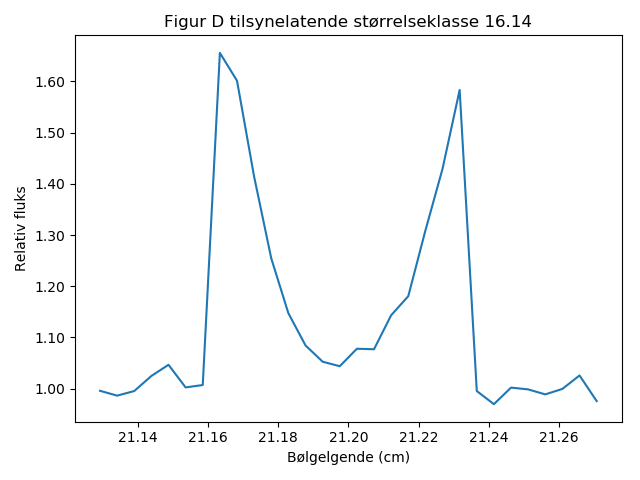 Figur D tilsynelatende størrelseklasse 16.14
Relativ fluks
1.60
1.50
1.40
1.30
1.20
1.10
1.00
21.14 21.16 21.18 21.20 21.22 21.24 21.26
Bølgelgende (cm)